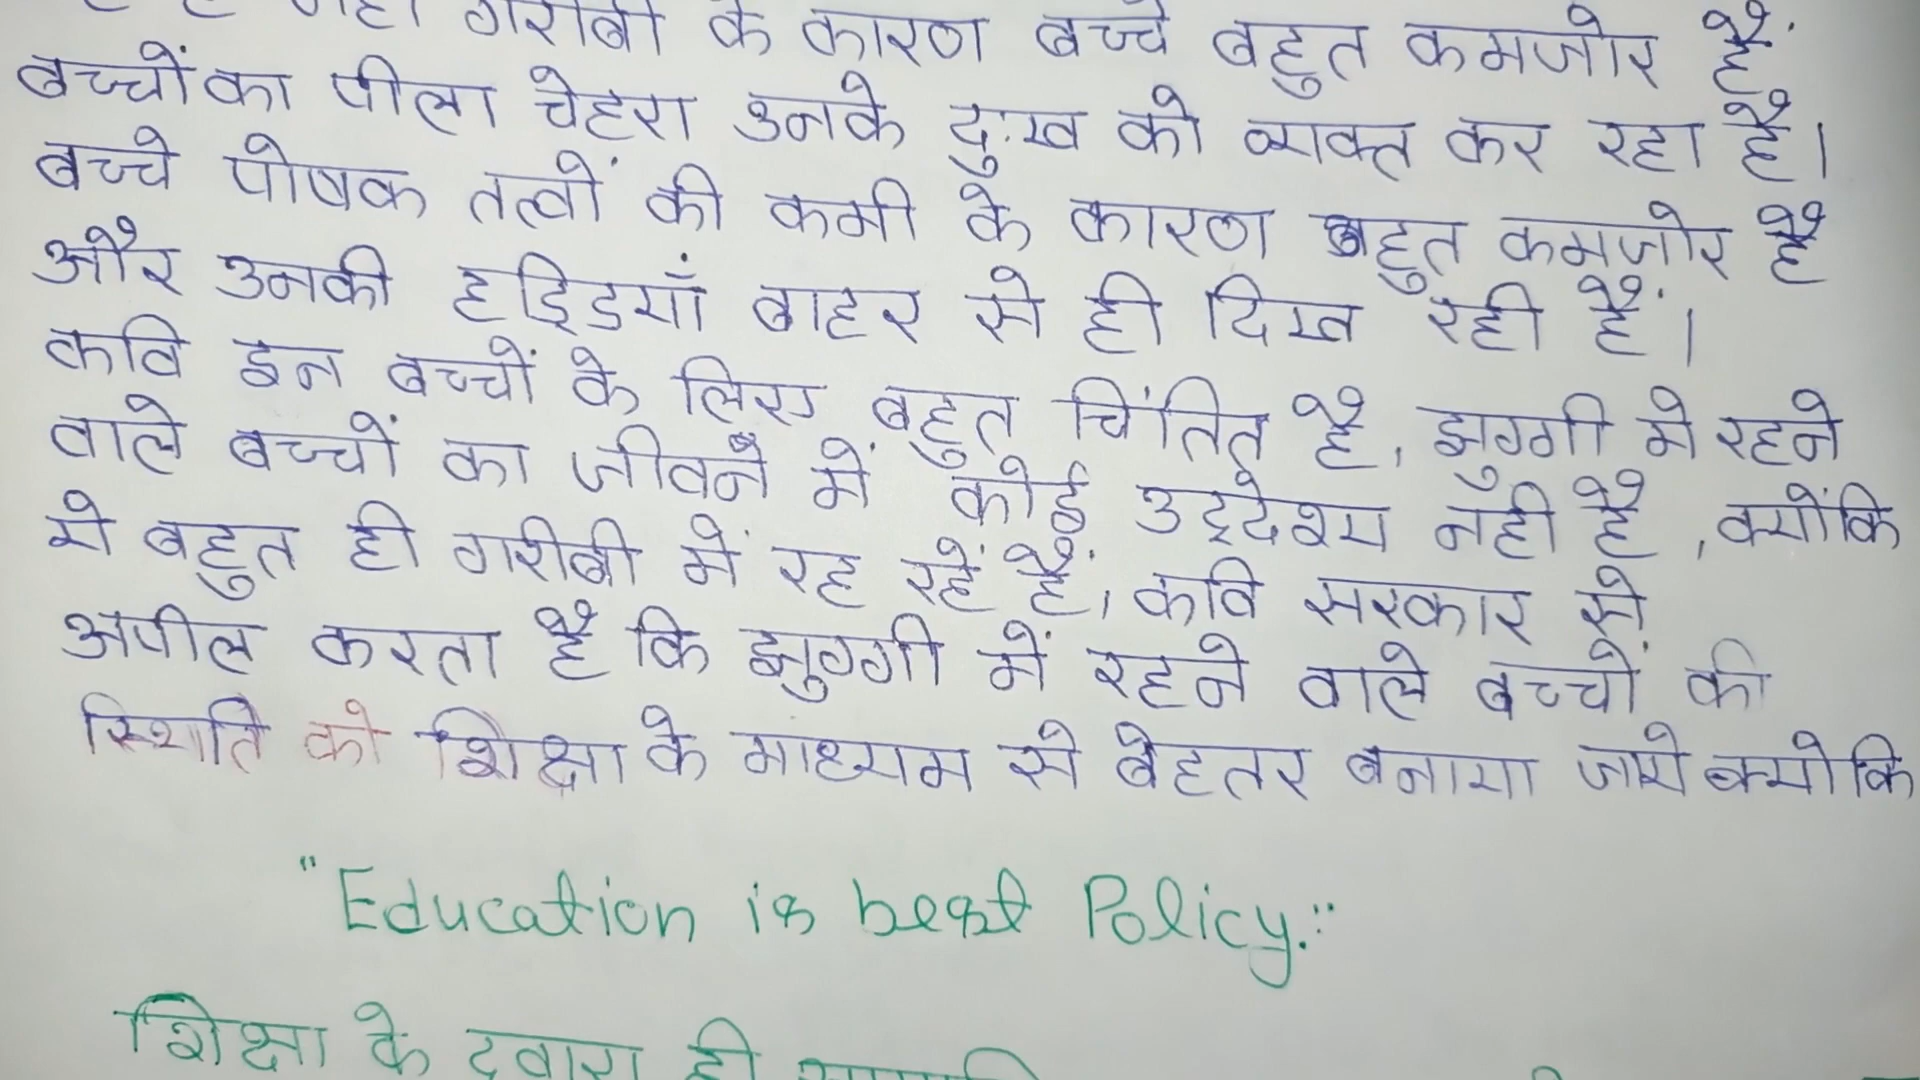 गरीबी के कारण बच्चे बहुत कमजोर हैं
बच्चों का पीला चेहरा उनके दुःख को व्यक्त कर रहा है।
बच्चे पोषक तत्वों की कमी के कारण बहुत कमजोर है
और उनकी हड्डियाँ बाहर से ही दिख रही हैं।
कवि इन बच्चों के लिए बहुत चिंतित है, झुग्गी मे रहने
वाले बच्चों का जीवने में कोई उद्देश्य नही है , क्योंकि
ये बहुत ही गरीबी में रह रहें हैं, कवि सरकार से
अपील करता है कि झुग्गी में रहने वाले बच्चों की
स्थिति को शिक्षा के माध्यम से बेहतर बनाया जाये क्योकि
"Education is best Policy."
शिक्षा के द्वारा ही